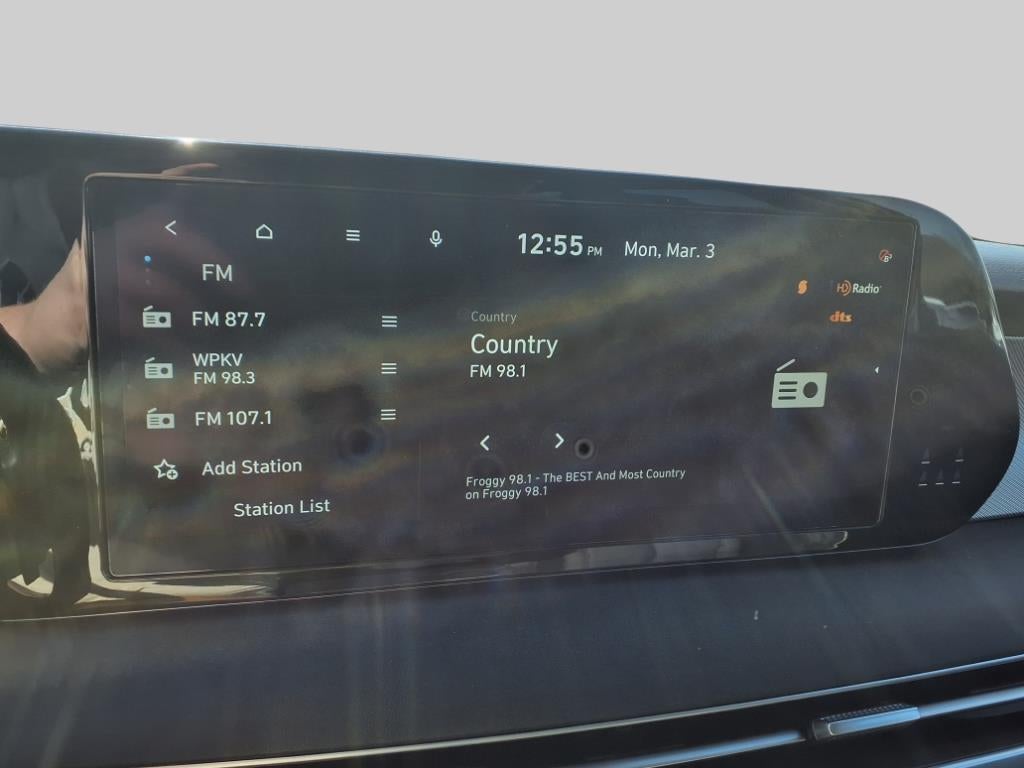 12:55 PM Mon, Mar. 3
FM
HD Radio
dts
FM 87.7
WPKV
FM 98.3
FM 107.1
Add Station
Station List
Country
Country
FM 98.1
Froggy 98.1 - The BEST And Most Country
on Froggy 98.1